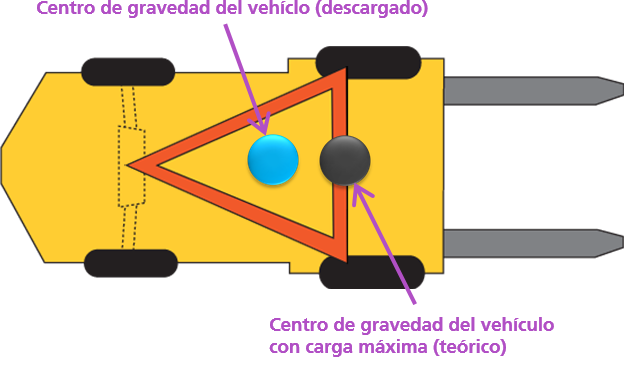 Centro de gravedad del vehíclo (descargado)
Centro de gravedad del vehículo
con carga máxima (teórico)